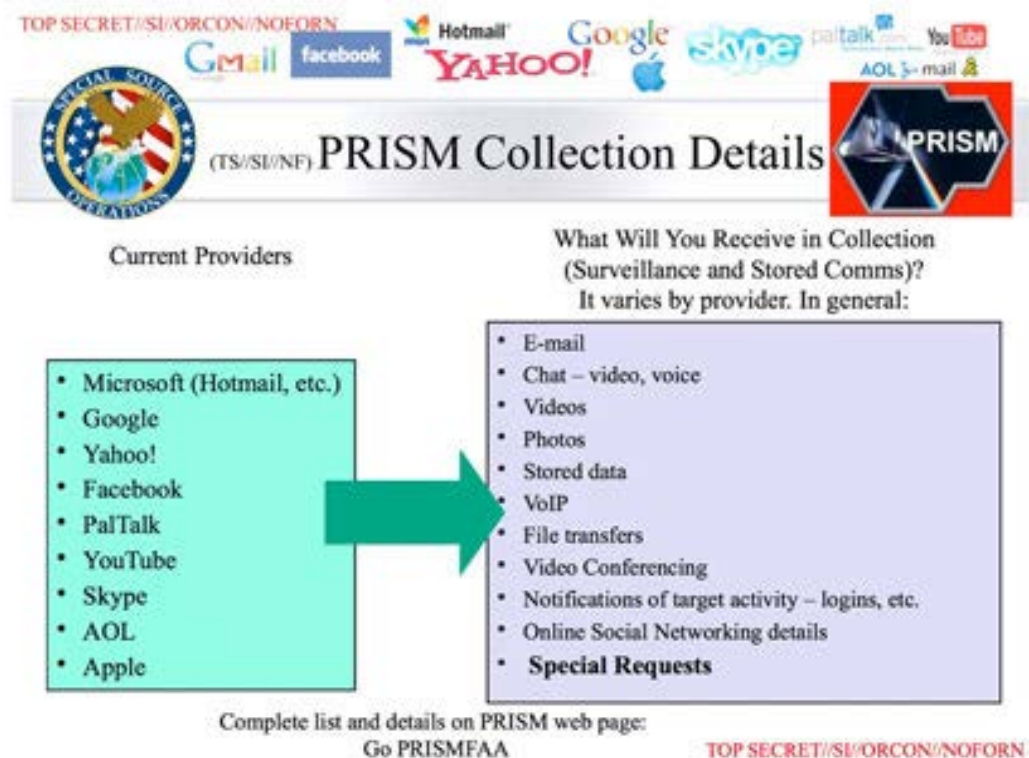 TOP SECRET//SI//ORCON//NOFORN
Gmail
facebook
Hotmail
YAHOO!
Google
skype
paltalk.com
YouTube
AOL mail
SPECIAL SOURCE OPERATIONS
(TS//SI//NF) PRISM Collection Details
PRISM
Current Providers
• Microsoft (Hotmail, etc.)
• Google
• Yahoo!
• Facebook
• PalTalk
• YouTube
• Skype
• AOL
• Apple
What Will You Receive in Collection
(Surveillance and Stored Comms)?
It varies by provider. In general:
• E-mail
• Chat – video, voice
• Videos
• Photos
• Stored data
• VoIP
• File transfers
• Video Conferencing
• Notifications of target activity – logins, etc.
• Online Social Networking details
• Special Requests
Complete list and details on PRISM web page:
Go PRISMFAA
TOP SECRET//SI//ORCON//NOFORN